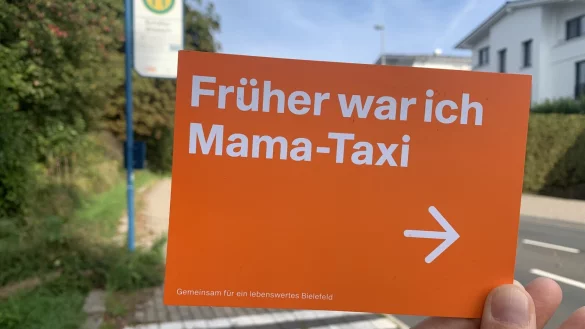 Früher war ich
Mama-Taxi
Gemeinsam für ein lebenswertes Bielefeld